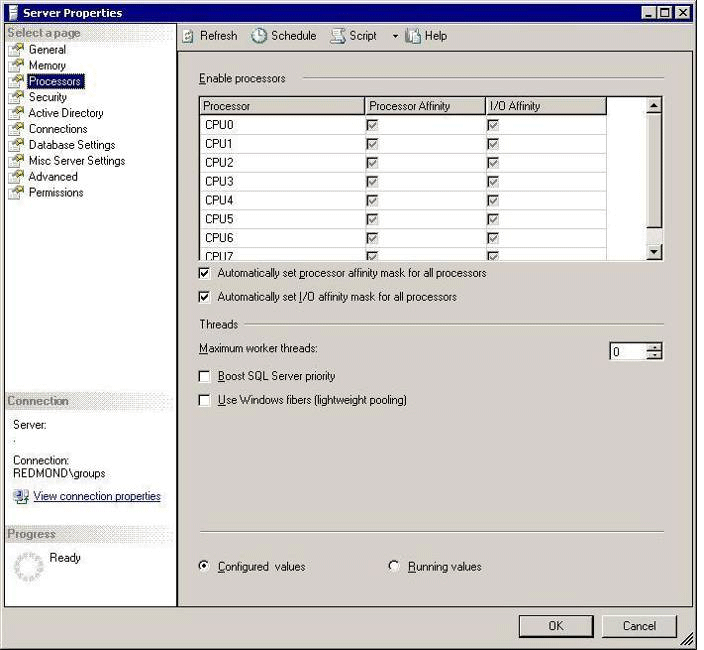 Server Properties
Select a page
General
Memory
Processors
Security
Active Directory
Connections
Database Settings
Misc Server Settings
Advanced
Permissions
Connection
Server:
.
Connection:
REDMOND\groups
View connection properties
Progress
Ready
Refresh Schedule Script Help
Enable processors
Processor Processor Affinity I/O Affinity
CPU0
CPU1
CPU2
CPU3
CPU4
CPU5
CPU6
CPU7
Automatically set processor affinity mask for all processors
Automatically set I/O affinity mask for all processors
Threads
Maximum worker threads: 0
Boost SQL Server priority
Use Windows fibers (lightweight pooling)
Configured values Running values
OK Cancel